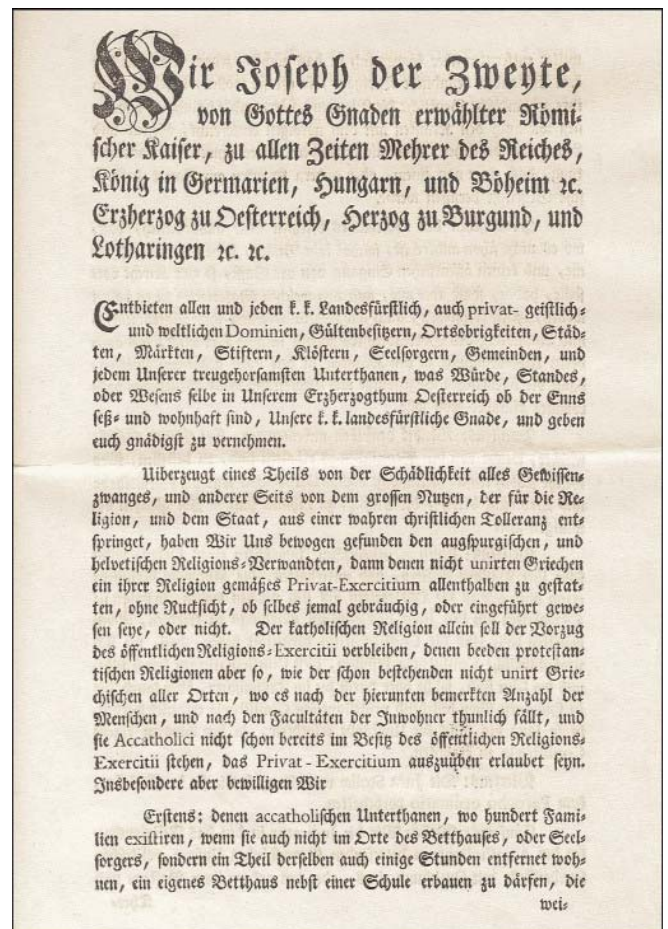 Wir Joseph der Zweyte,
von Gottes Gnaden erwählter Römi-
scher Kaiser, zu allen Zeiten Mehrer des Reiches,
König in Germarien, Hungarn, und Böheim ꝛc.
Erzherzog zu Oesterreich, Herzog zu Burgund, und
Lotharingen ꝛc. ꝛc.
Entbieten allen und jeden k. k. Landesfürstlich, auch privat- geistlich-
und weltlichen Dominien, Gültenbesitzern, Ortsobrigkeiten, Städ-
ten, Märkten, Stiftern, Klöstern, Seelsorgern, Gemeinden, und
jedem Unserer treugehorsamsten Unterthanen, was Würde, Standes,
oder Wesens selbe in Unserem Erzherzogthum Oesterreich ob der Enns
seß- und wohnhaft sind, Unsere k. k. landesfürstliche Gnade, und geben
euch gnädigst zu vernehmen.
Uiberzeugt eines Theils von der Schädlichkeit alles Gewissen-
zwanges, und anderer Seits von dem grossen Nutzen, der für die Re-
ligion, und dem Staat, aus einer wahren christlichen Tolleranz ent-
springet, haben Wir Uns bewogen gefunden den augspurgischen, und
helvetischen Religions-Verwandten, dann denen nicht unirten Griechen
ein ihrer Religion gemäßes Privat-Exercitium allenthalben zu gestat-
ten, ohne Rucksicht, ob selbes jemal gebräuchig, oder eingeführt gewe-
sen seye, oder nicht. Der katholischen Religion allein soll der Vorzug
des öffentlichen Religions-Exercitii verbleiben, denen beeden protestan-
tischen Religionen aber so, wie der schon bestehenden nicht unirt Grie-
chischen aller Orten, wo es nach der hierunten bemerkten Anzahl der
Menschen, und nach den Facultäten der Inwohner thunlich fällt, und
sie Accatholici nicht schon bereits im Besitz des öffentlichen Religions-
Exercitii stehen, das Privat-Exercitium auszuüben erlaubet seyn.
Insbesondere aber bewilligen Wir
Erstens: denen accatholischen Unterthanen, wo hundert Fami-
lien existiren, wenn sie auch nicht im Orte des Betthauses, oder Seel-
sorgers, sondern ein Theil derselben auch einige Stunden entfernet woh-
nen, ein eigenes Betthaus nebst einer Schule erbauen zu därfen, die
wei-